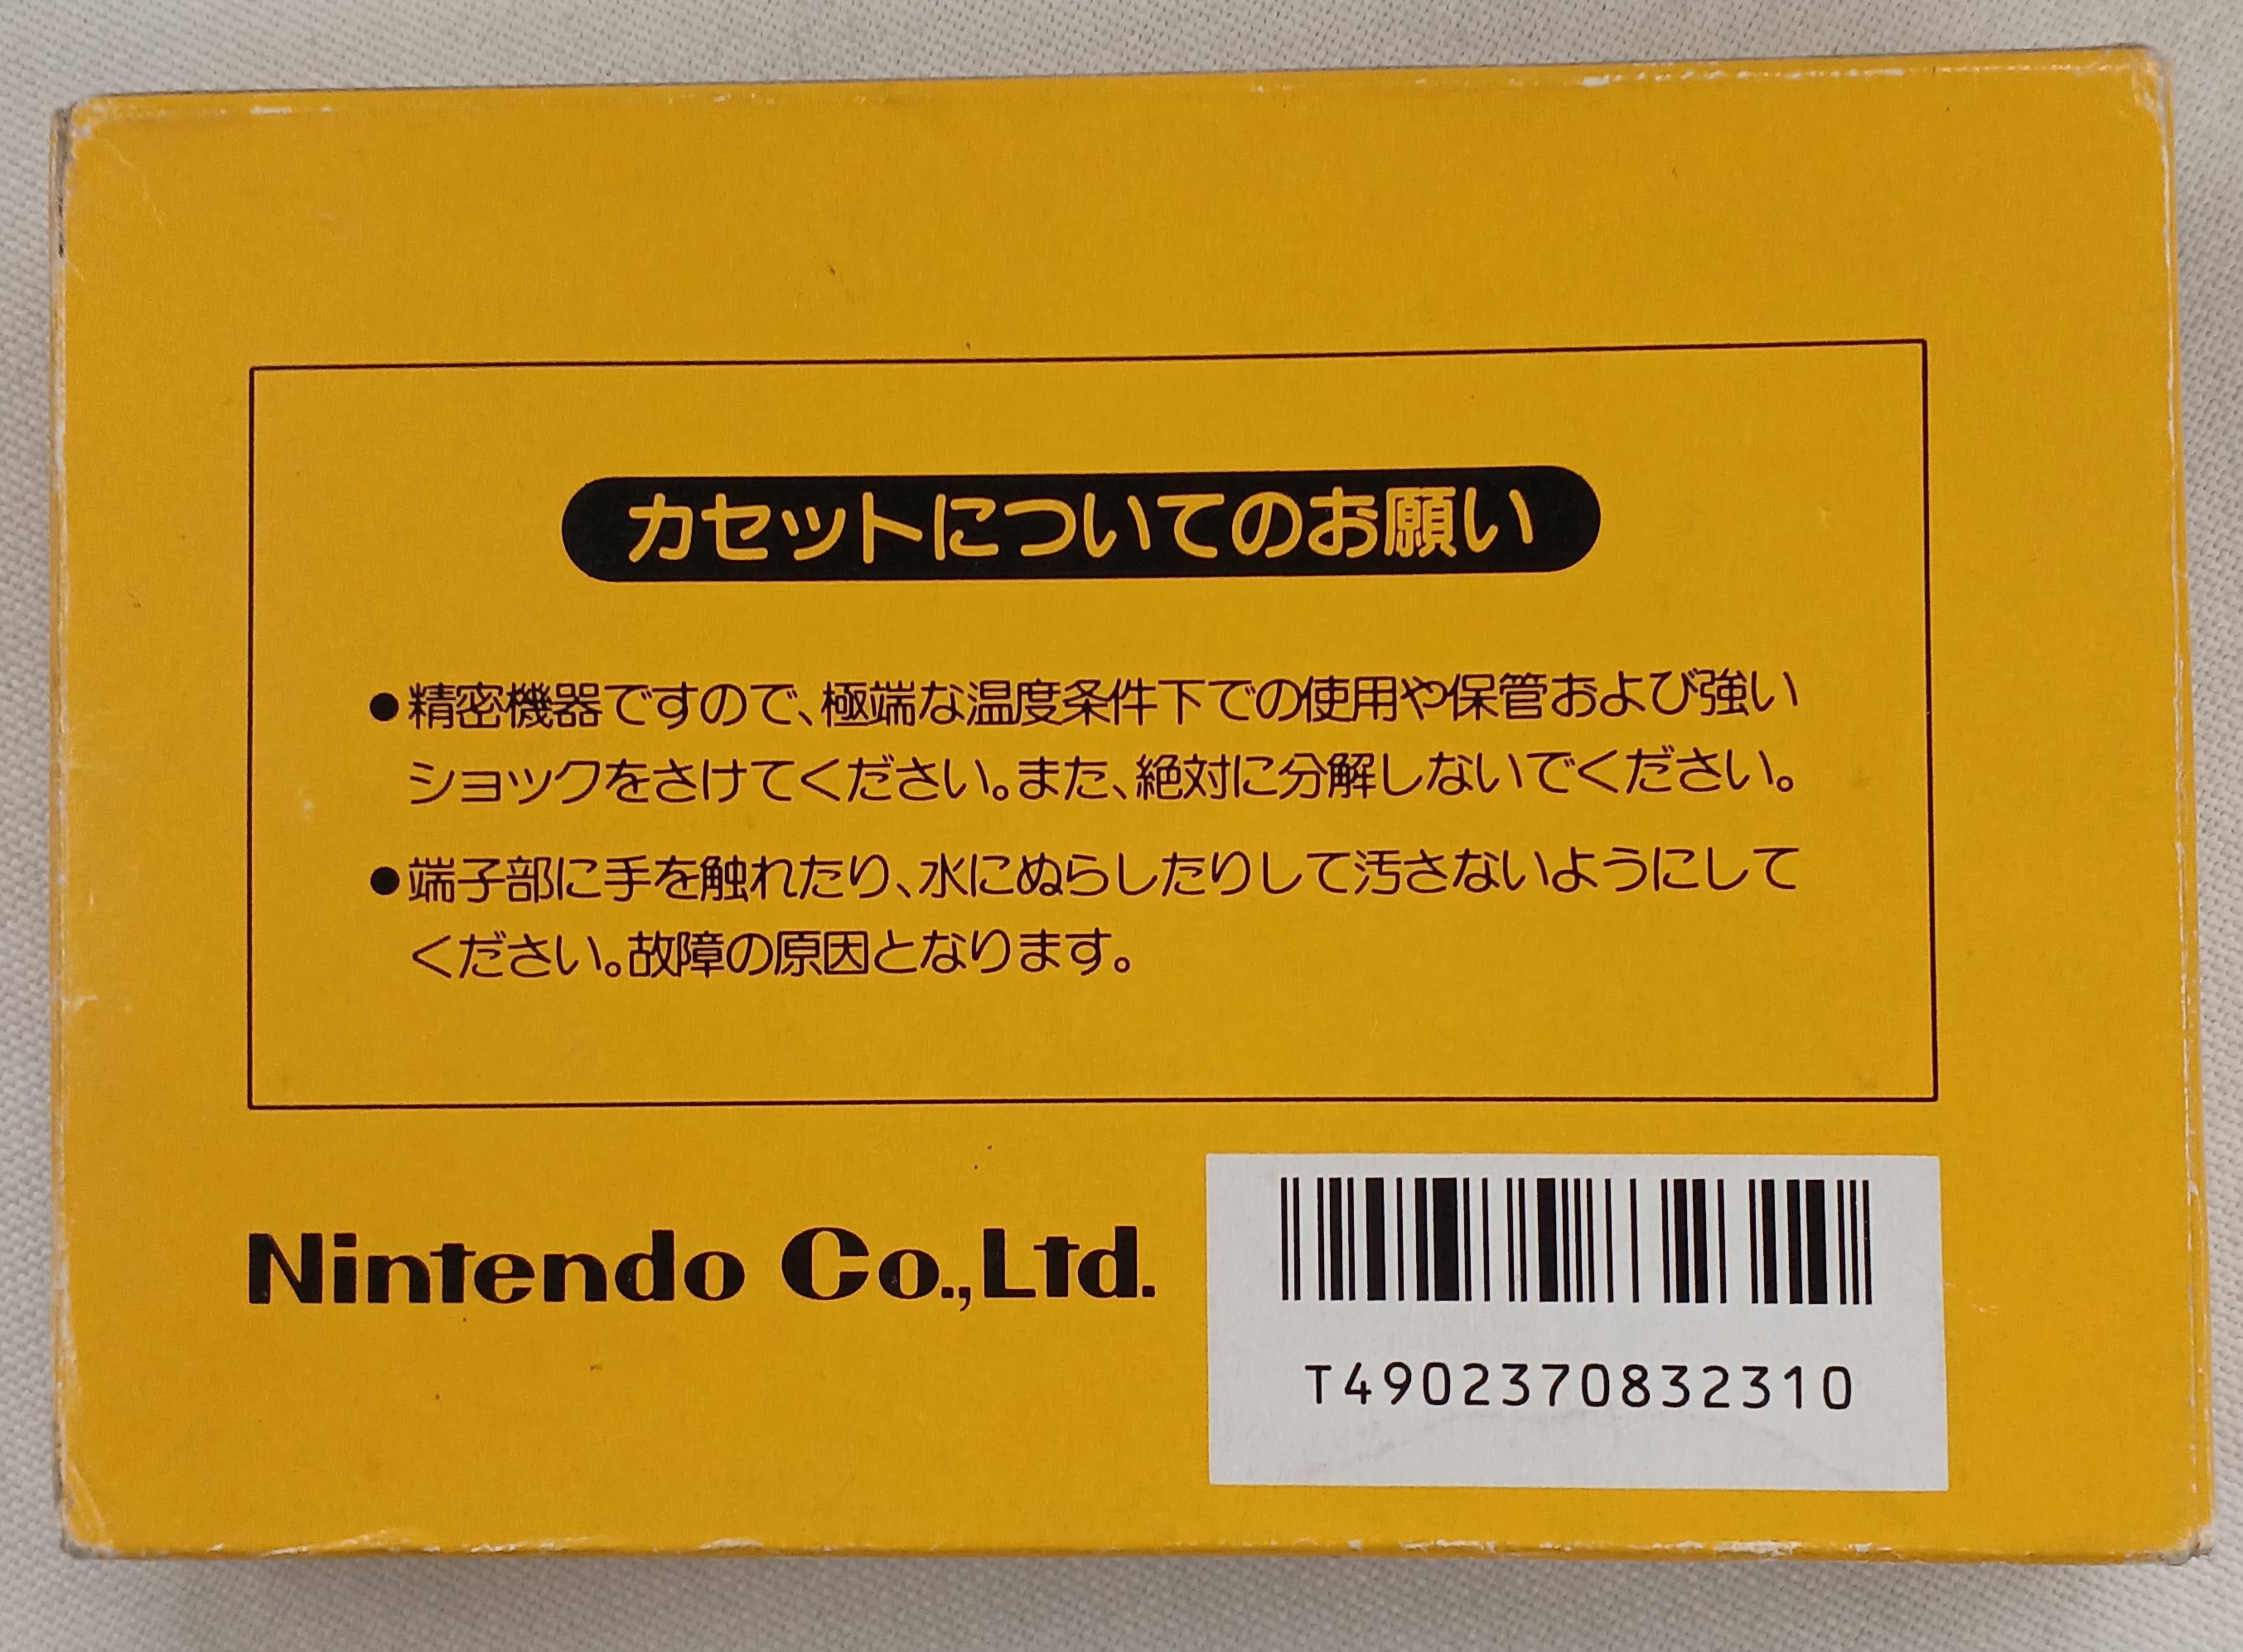 カセットについてのお願い
●精密機器ですので、極端な温度条件下での使用や保管および強い
ショックをさけてください。また、絶対に分解しないでください。
●端子部に手を触れたり、水にぬらしたりして汚さないようにして
ください。故障の原因となります。
Nintendo Co.,Ltd.
T4902370832310